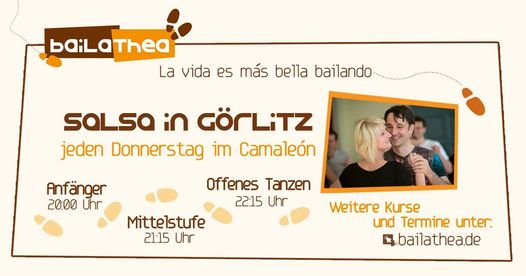 BAILATHEA
La vida es más bella bailando
SALSA IN GÖRLITZ
jeden Donnerstag im Camaleón
Anfänger
20:00 Uhr
Mittelstufe
21:15 Uhr
Offenes Tanzen
22:15 Uhr
Weitere Kurse
und Termine unter:
bailathea.de